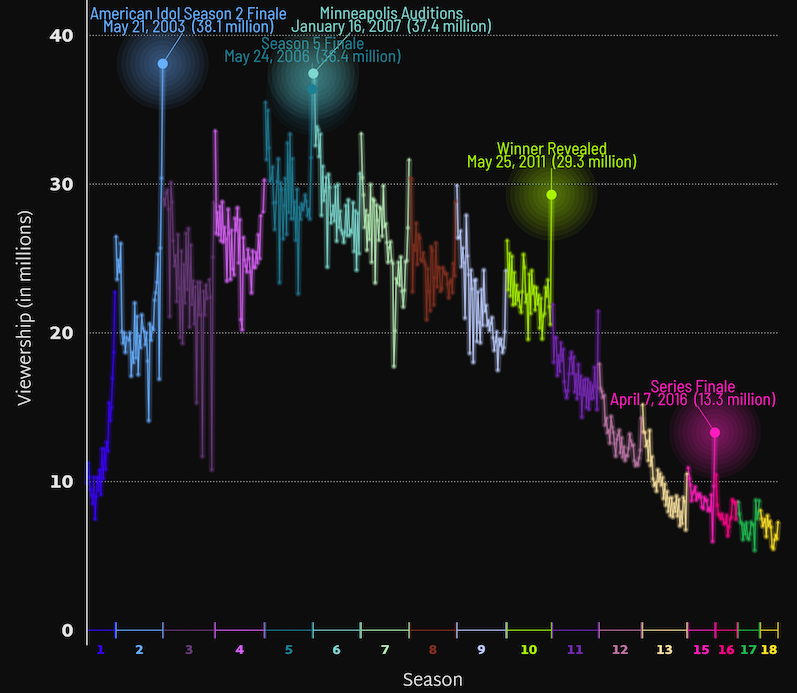 American Idol Season 2 Finale
May 21, 2003 (38.1 million)
Minneapolis Auditions
January 16, 2007 (37.4 million)
Season 5 Finale
May 24, 2006 (36.4 million)
Winner Revealed
May 25, 2011 (29.3 million)
Series Finale
April 7, 2016 (13.3 million)
Viewership (in millions)
40
30
20
10
0
1 2 3 4 5 6 7 8 9 10 11 12 13 15 16 17 18
Season